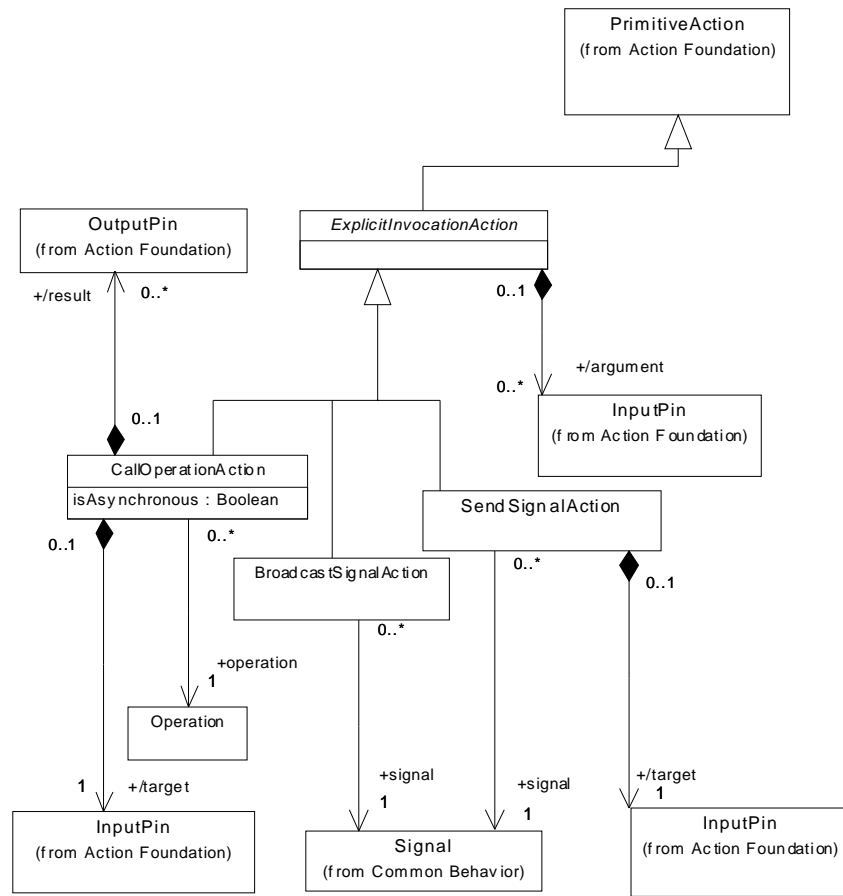 PrimitiveAction
(from Action Foundation)
OutputPin
(from Action Foundation)
ExplicitInvocationAction
+/result
0..*
0..1
+/argument
0..*
InputPin
(from Action Foundation)
0..1
CallOperationAction
isAsynchronous : Boolean
SendSignalAction
0..1
0..*
BroadcastSignalAction
0..*
0..1
0..*
+operation
1
Operation
1
+/target
+signal
1
+signal
1
+/target
1
InputPin
(from Action Foundation)
Signal
(from Common Behavior)
InputPin
(from Action Foundation)